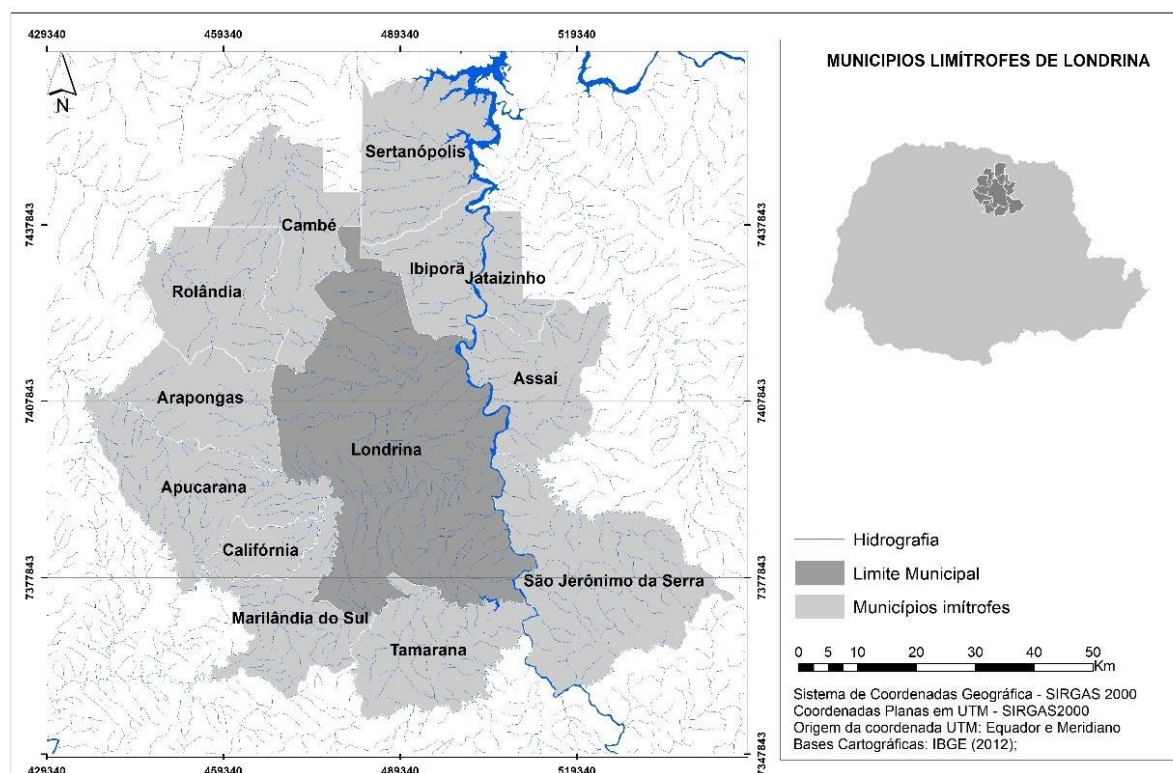 429340 459340 489340 519340
N
Sertanópolis
Cambé
Ibiporã
Jataizinho
Rolândia
Assaí
Arapongas
Londrina
Apucarana
Califórnia
São Jerônimo da Serra
Marilândia do Sul
Tamarana
7437843 7437843
7407843 7407843
7377843 7377843
7347843 7347843
429340 459340 489340 519340
MUNICIPIOS LIMÍTROFES DE LONDRINA
Hidrografia
Limite Municipal
Municípios imítrofes
0 5 10 20 30 40 50
Km
Sistema de Coordenadas Geográfica - SIRGAS 2000
Coordenadas Planas em UTM - SIRGAS2000
Origem da coordenada UTM: Equador e Meridiano
Bases Cartográficas: IBGE (2012);